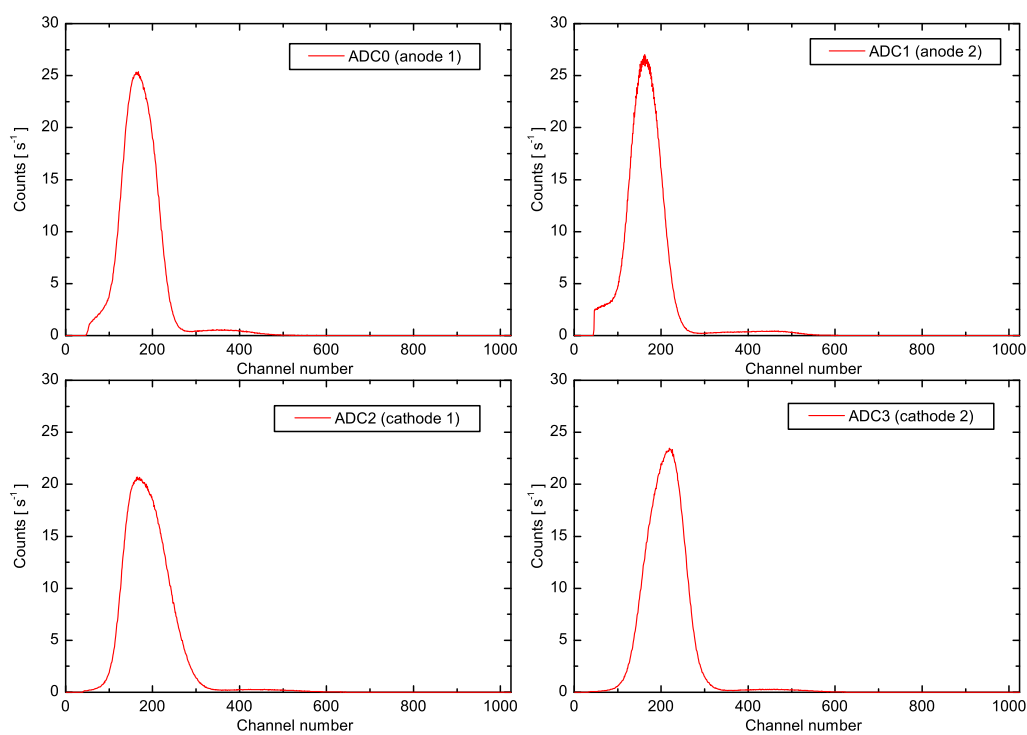 30
25
20
15
10
5
0
Counts [ s⁻¹ ]
ADC0 (anode 1)
0 200 400 600 800 1000
Channel number
30
25
20
15
10
5
0
Counts [ s⁻¹ ]
ADC1 (anode 2)
0 200 400 600 800 1000
Channel number
30
25
20
15
10
5
0
Counts [ s⁻¹ ]
ADC2 (cathode 1)
0 200 400 600 800 1000
Channel number
30
25
20
15
10
5
0
Counts [ s⁻¹ ]
ADC3 (cathode 2)
0 200 400 600 800 1000
Channel number